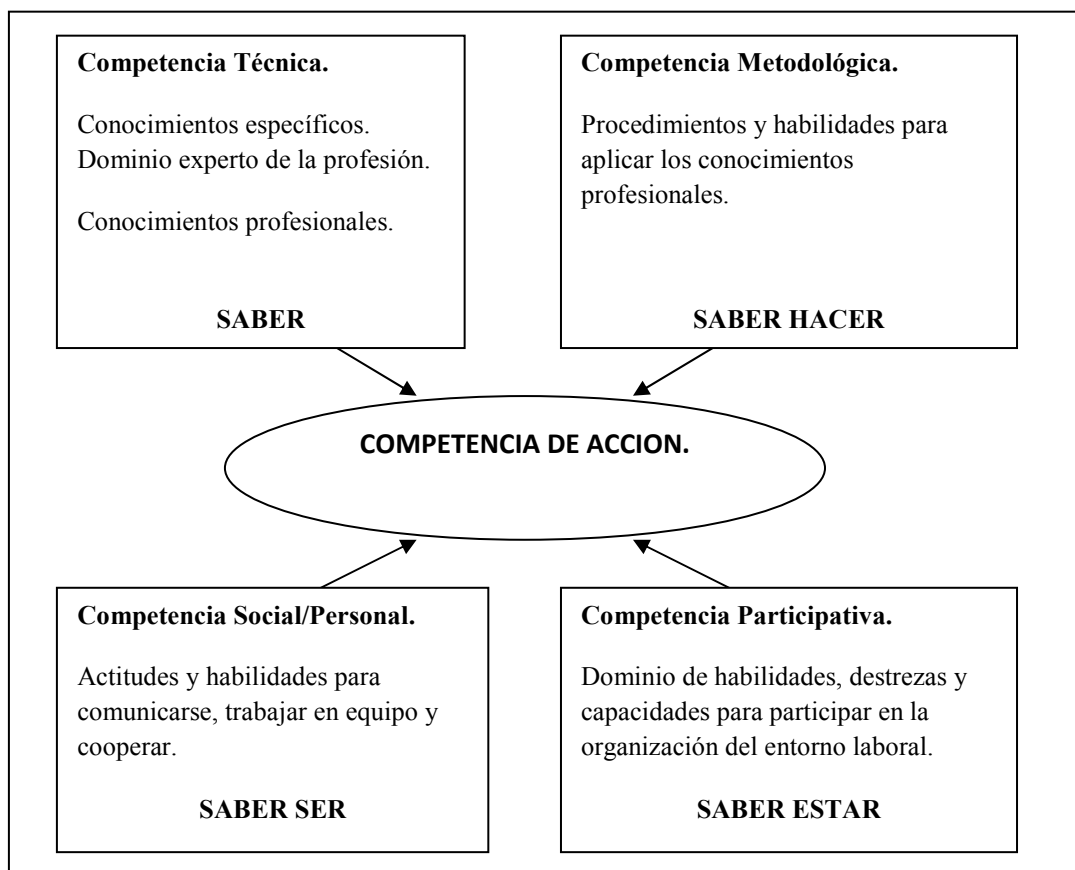 Competencia Técnica.
Conocimientos específicos.
Dominio experto de la profesión.
Conocimientos profesionales.
SABER
Competencia Metodológica.
Procedimientos y habilidades para
aplicar los conocimientos
profesionales.
SABER HACER
COMPETENCIA DE ACCION.
Competencia Social/Personal.
Actitudes y habilidades para
comunicarse, trabajar en equipo y
cooperar.
SABER SER
Competencia Participativa.
Dominio de habilidades, destrezas y
capacidades para participar en la
organización del entorno laboral.
SABER ESTAR